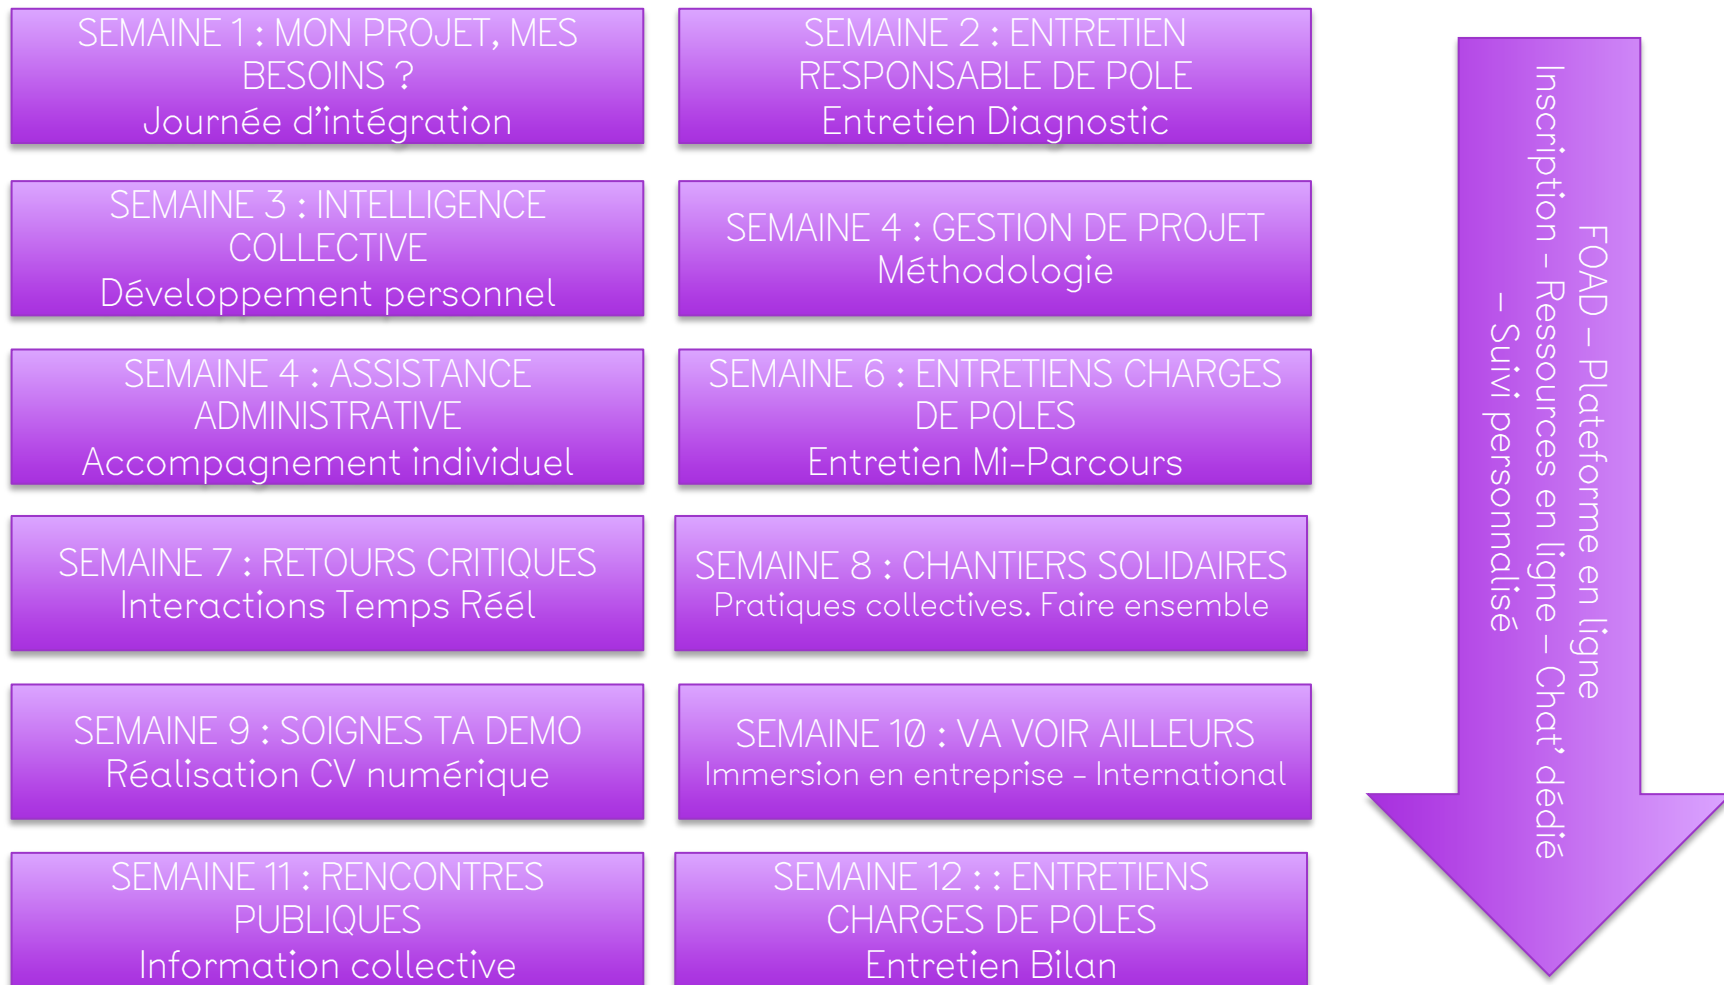 SEMAINE 1 : MON PROJET, MES
BESOINS ?
Journée d'intégration
SEMAINE 2 : ENTRETIEN
RESPONSABLE DE POLE
Entretien Diagnostic
SEMAINE 3 : INTELLIGENCE
COLLECTIVE
Développement personnel
SEMAINE 4 : GESTION DE PROJET
Méthodologie
SEMAINE 4 : ASSISTANCE
ADMINISTRATIVE
Accompagnement individuel
SEMAINE 6 : ENTRETIENS CHARGES
DE POLES
Entretien Mi-Parcours
SEMAINE 7 : RETOURS CRITIQUES
Interactions Temps Réél
SEMAINE 8 : CHANTIERS SOLIDAIRES
Pratiques collectives. Faire ensemble
SEMAINE 9 : SOIGNES TA DEMO
Réalisation CV numérique
SEMAINE 10 : VA VOIR AILLEURS
Immersion en entreprise - International
SEMAINE 11 : RENCONTRES
PUBLIQUES
Information collective
SEMAINE 12 : : ENTRETIENS
CHARGES DE POLES
Entretien Bilan
FOAD – Plateforme en ligne
Inscription - Ressources en ligne – Chat' dédié
– Suivi personnalisé